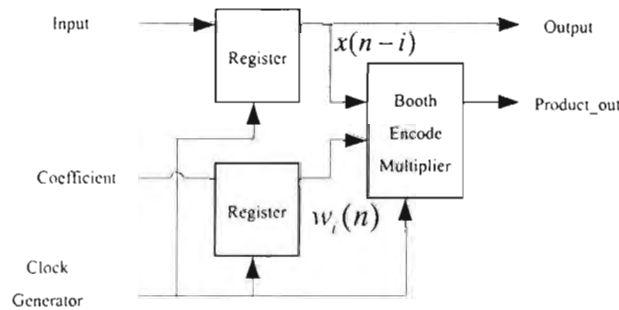 Input
Register
Output
x(n-i)
Booth
Encode
Multiplier
Product_out
Coefficient
Register
w_i(n)
Clock
Generator